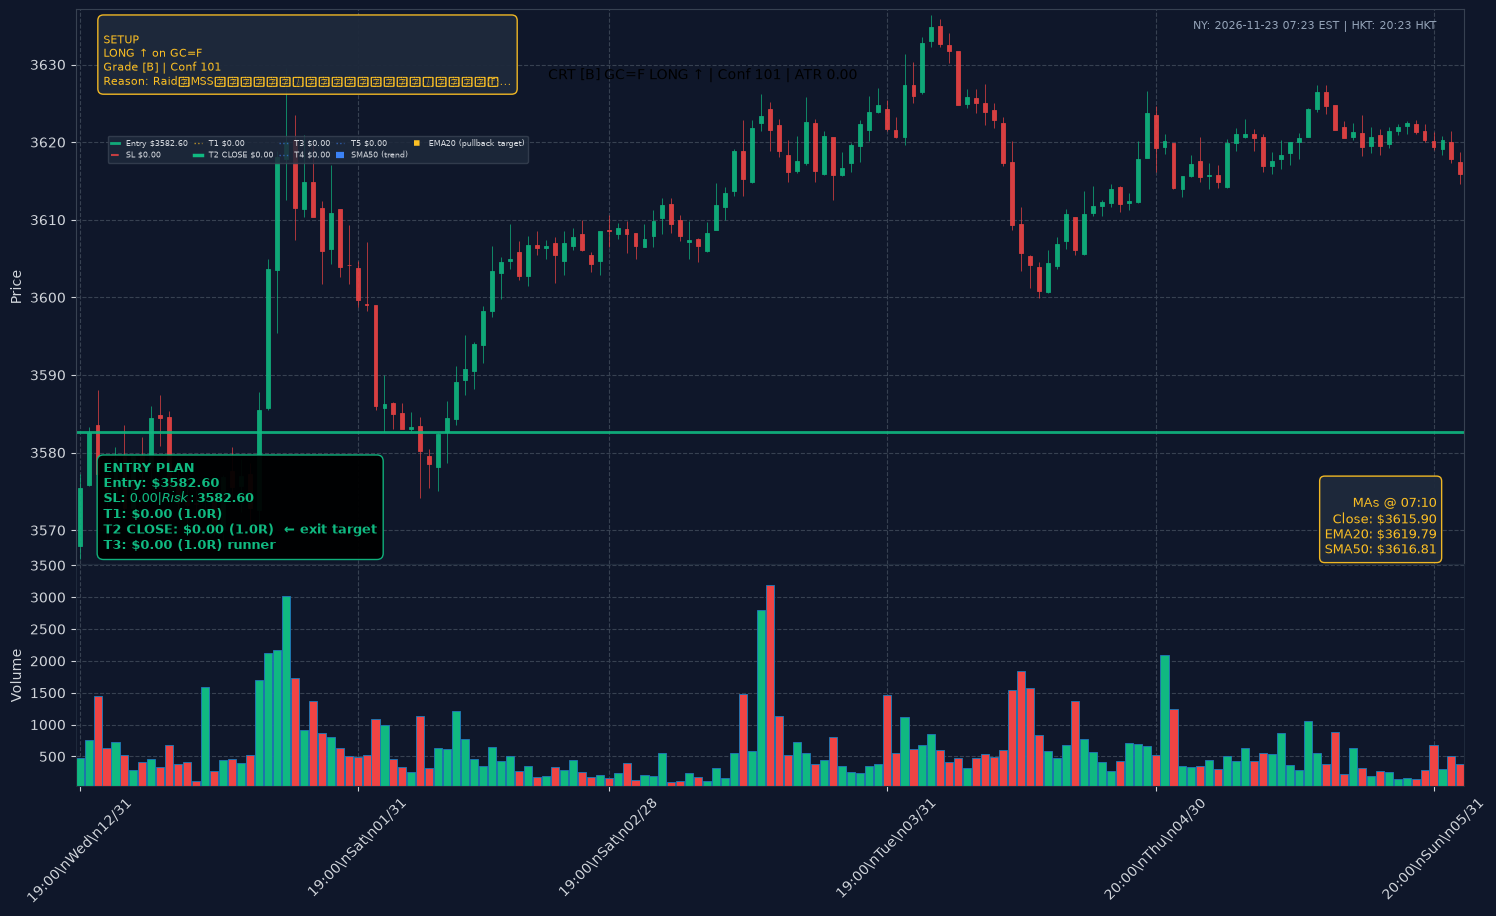 NY: 2026-11-23 07:23 EST | HKT: 20:23 HKT
SETUP
LONG ↑ on GC=F
Grade [B] | Conf 101
Reason: Raid MSS ...
CRT [B] GC=F LONG ↑ | Conf 101 | ATR 0.00
Entry $3582.60 T1 $0.00 T3 $0.00 T5 $0.00 EMA20 (pullback target)
SL $0.00 T2 CLOSE $0.00 T4 $0.00 SMA50 (trend)
Price
3630
3620
3610
3600
3590
3580
3570
ENTRY PLAN
Entry: $3582.60
SL: 0.00|Risk:3582.60
T1: $0.00 (1.0R)
T2 CLOSE: $0.00 (1.0R) ← exit target
T3: $0.00 (1.0R) runner
MAs @ 07:10
Close: $3615.90
EMA20: $3619.79
SMA50: $3616.81
Volume
3500
3000
2500
2000
1500
1000
500
19:00\nWed\n12/31
19:00\nSat\n01/31
19:00\nSat\n02/28
19:00\nTue\n03/31
20:00\nThu\n04/30
20:00\nSun\n05/31